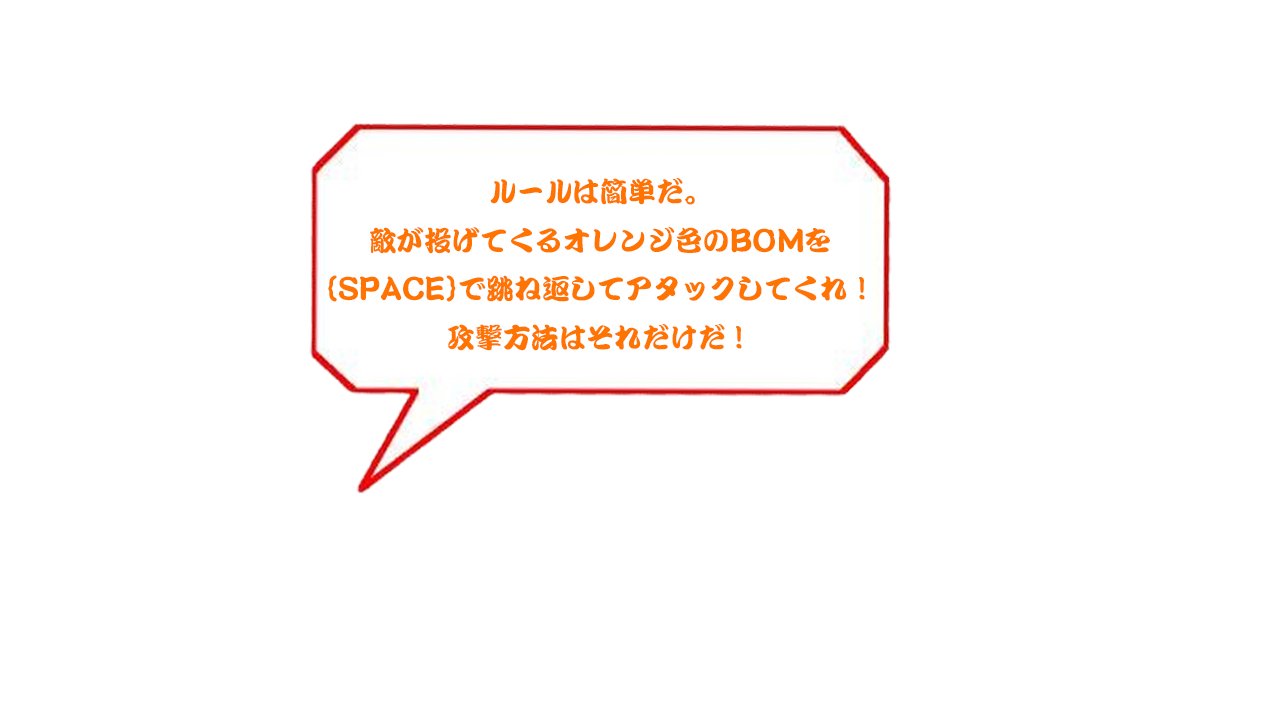 ルールは簡単だ。
敵が投げてくるオレンジ色のBOMを
{SPACE}で跳ね返してアタックしてくれ！
攻撃方法はそれだけだ！